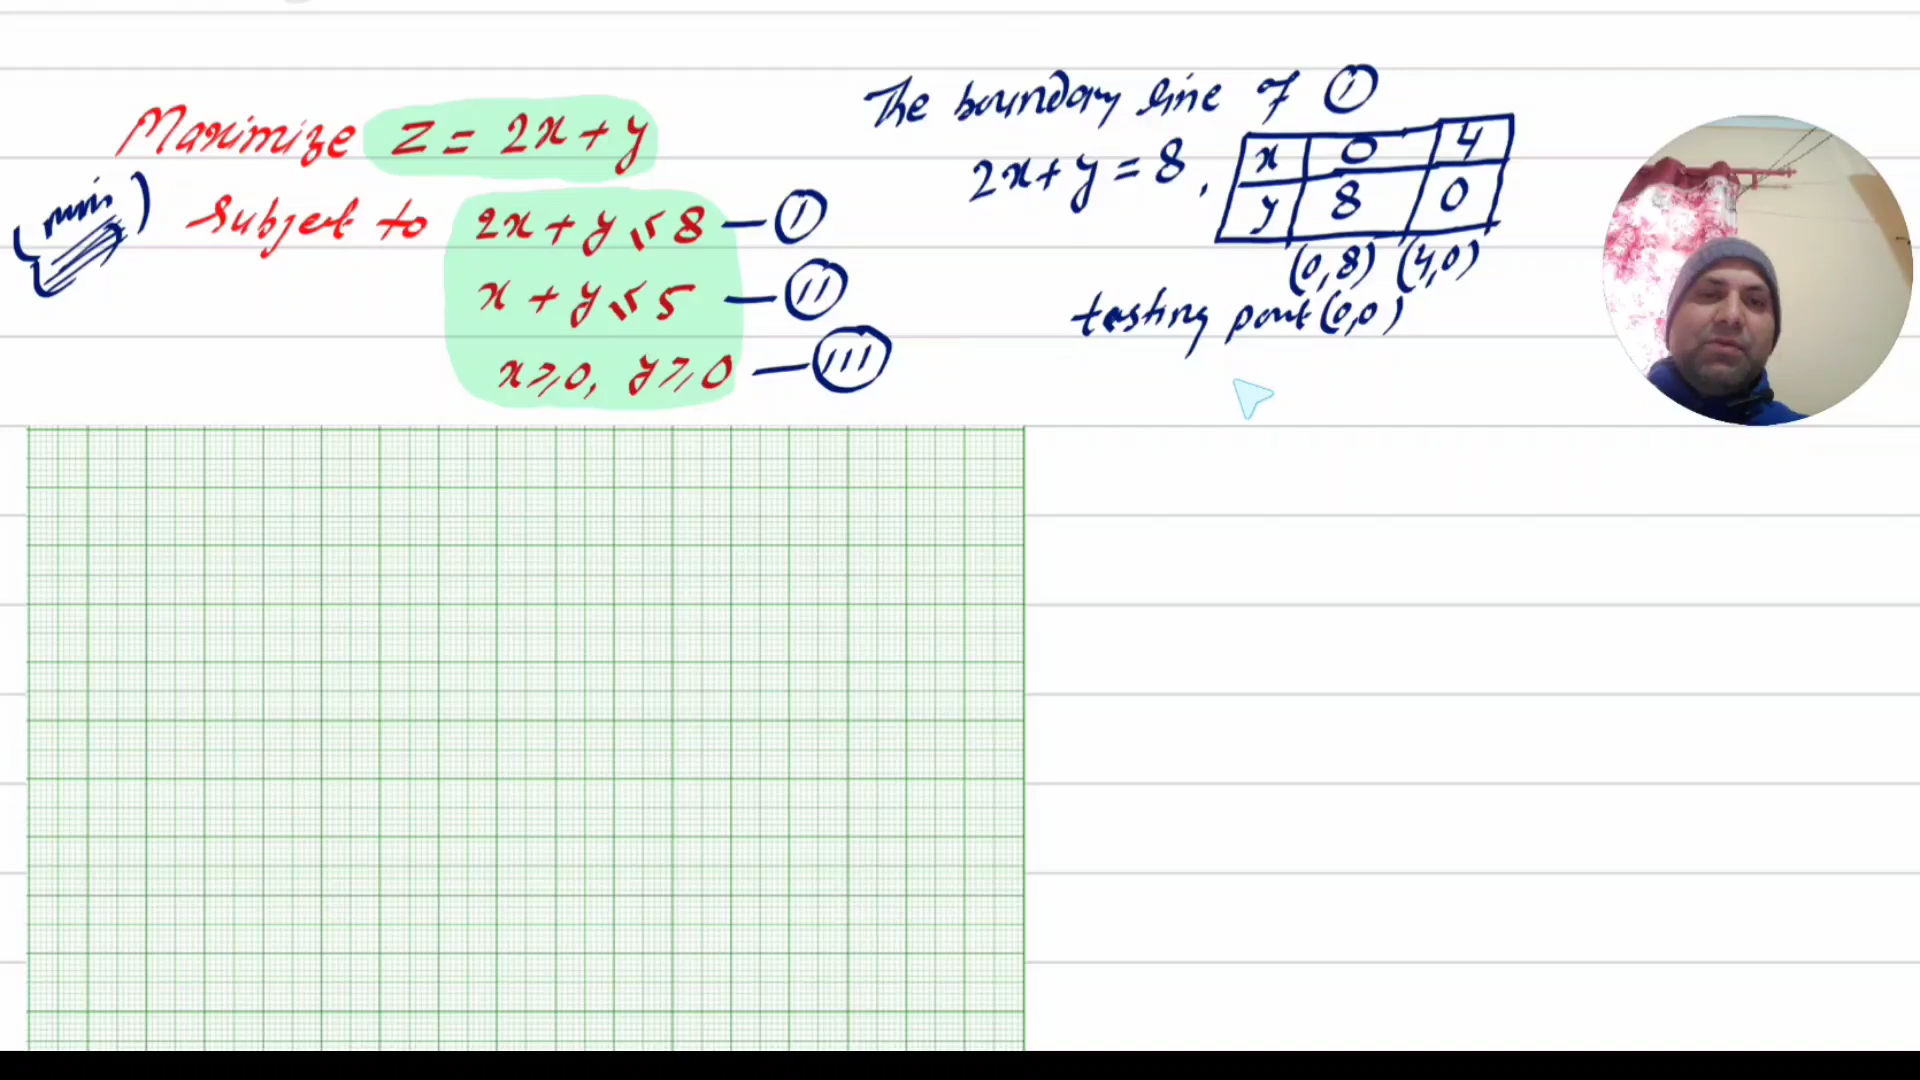 Maximize z = 2x + y
(min)
Subject to 2x + y ≤ 8 — (I)
x + y ≤ 5 — (II)
x ≥ 0, y ≥ 0 — (III)
The boundary line of (I)
2x + y = 8,
x 0 4
y 8 0
(0,8) (4,0)
testing point (0,0)